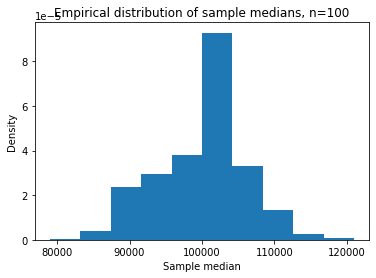 Empirical distribution of sample medians, n=100
1e−5
8
6
4
2
0
Density
80000 90000 100000 110000 120000
Sample median